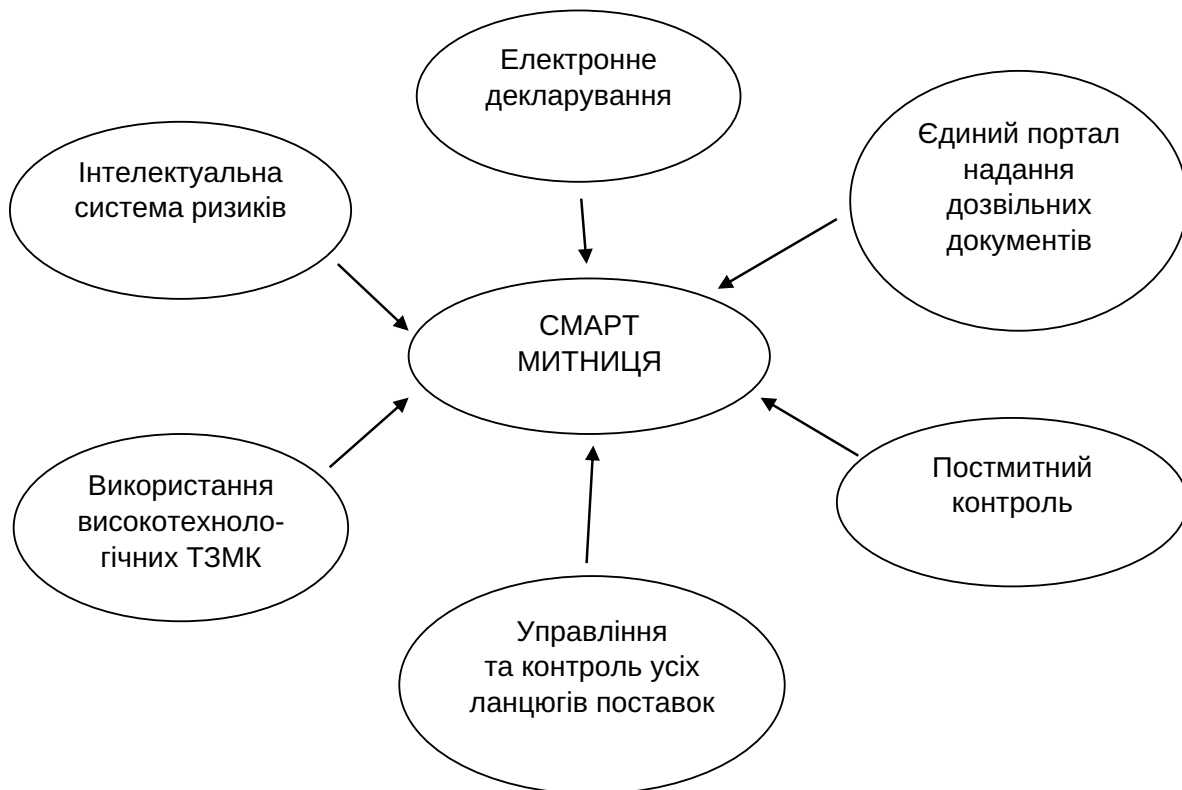 Електронне
декларування
Єдиний портал
надання
дозвільних
документів
Інтелектуальна
система ризиків
СМАРТ
МИТНИЦЯ
Використання
високотехноло-
гічних ТЗМК
Постмитний
контроль
Управління
та контроль усіх
ланцюгів поставок